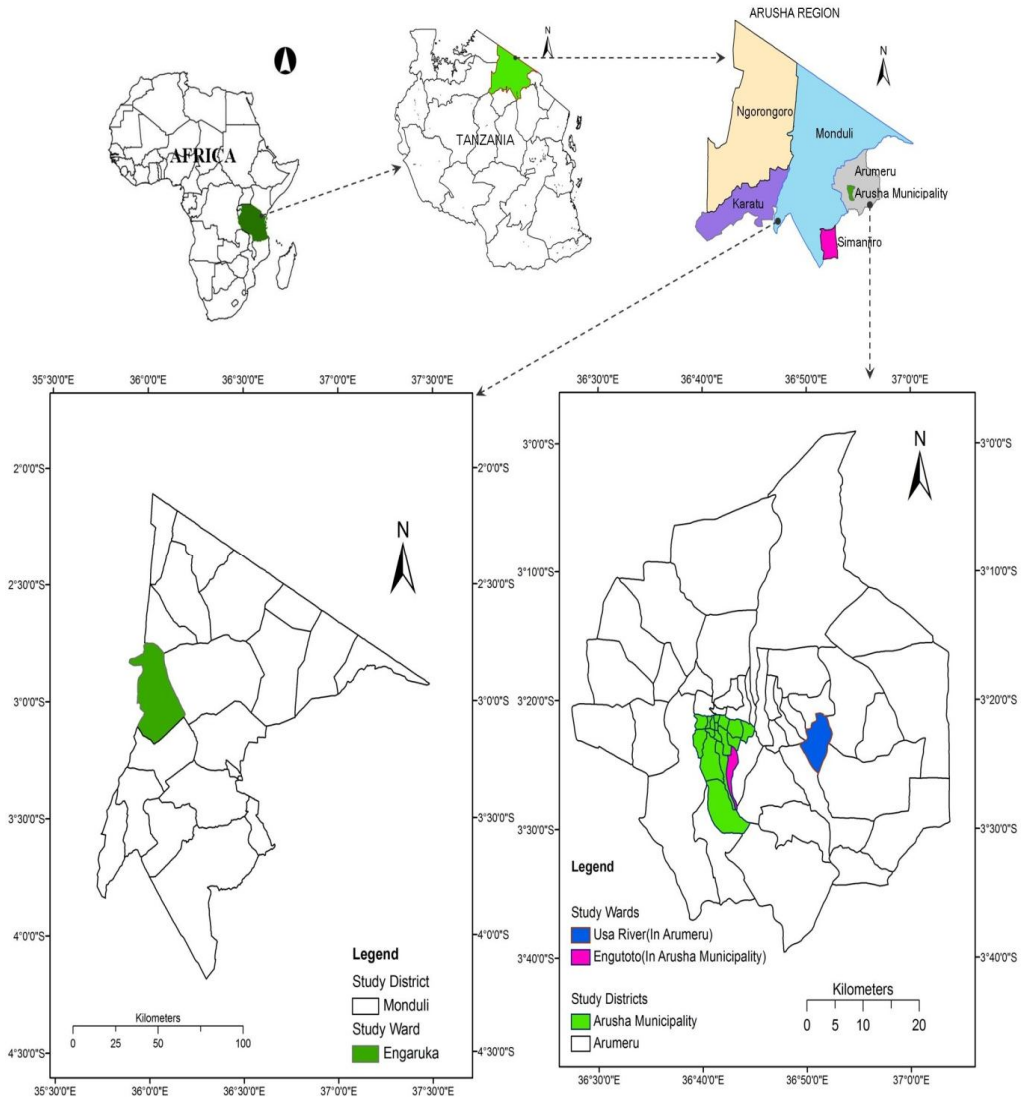 ARUSHA REGION
N
N
AFRICA
TANZANIA
Ngorongoro
Monduli
Arumeru
Arusha Municipality
Karatu
Simanjiro
35°30'0"E 36°0'0"E 36°30'0"E 37°0'0"E 37°30'0"E
2°0'0"S 2°0'0"S
N
2°30'0"S 2°30'0"S
3°0'0"S 3°0'0"S
3°30'0"S 3°30'0"S
4°0'0"S 4°0'0"S
4°30'0"S 4°30'0"S
Legend
Study District
Monduli
Study Ward
Engaruka
Kilometers
0 25 50 100
35°30'0"E 36°0'0"E 36°30'0"E 37°0'0"E 37°30'0"E
36°30'0"E 36°40'0"E 36°50'0"E 37°0'0"E
3°0'0"S 3°0'0"S
N
3°10'0"S 3°10'0"S
3°20'0"S 3°20'0"S
3°30'0"S 3°30'0"S
3°40'0"S 3°40'0"S
Legend
Study Wards
Usa River(In Arumeru)
Engutoto(In Arusha Municipality)
Study Districts
Arusha Municipality
Arumeru
Kilometers
0 5 10 20
36°30'0"E 36°40'0"E 36°50'0"E 37°0'0"E